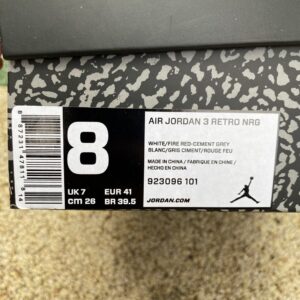 8
UK 7
EUR 41
CM 26
BR 39.5
AIR JORDAN 3 RETRO NRG
WHITE/FIRE RED-CEMENT GREY
BLANC/GRIS CIMENT/ROUGE FEU
MADE IN CHINA / FABRIQUE EN CHINE /
HECHO EN CHINA
923096 101
JORDAN.COM